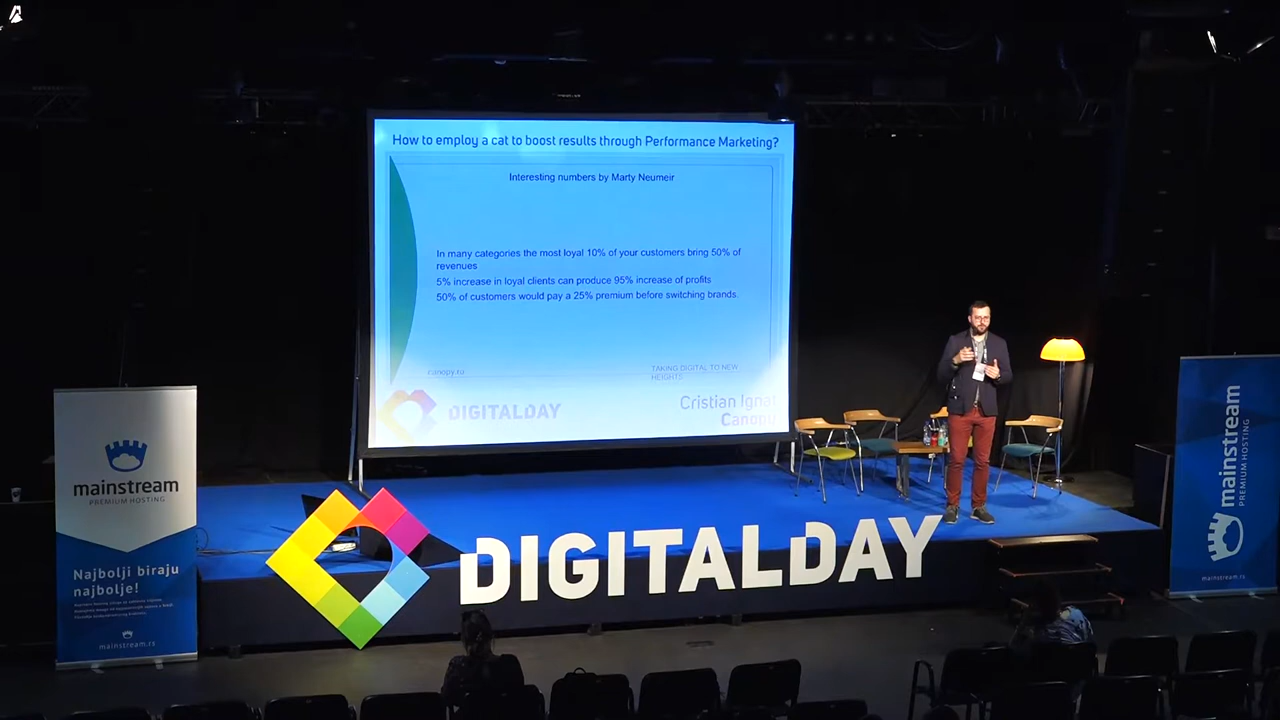 How to employ a cat to boost results through Performance Marketing?
Interesting numbers by Marty Neumeir
In many categories the most loyal 10% of your customers bring 50% of
revenues
5% increase in loyal clients can produce 95% increase of profits
50% of customers would pay a 25% premium before switching brands.
canopy.ro
TAKING DIGITAL TO NEW
HEIGHTS
DIGITALDAY
Cristian Ignat
Canopy
mainstream
PREMIUM HOSTING
Najbolji biraju
najbolje!
mainstream.rs
DIGITALDAY
mainstream
PREMIUM HOSTING
mainstream.rs